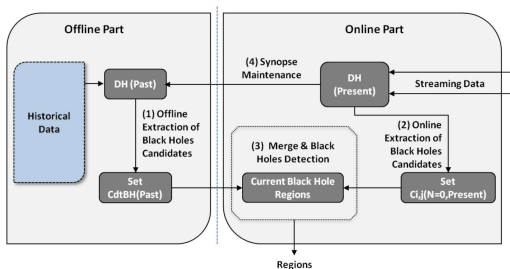 Offline Part
Online Part
Historical
Data
DH (Past)
(1) Offline
Extraction of
Black Holes
Candidates
Set
CdtBH(Past)
(4) Synopse
Maintenance
DH
(Present)
Streaming Data
(2) Online
Extraction of
Black Holes
Candidates
(3) Merge & Black
Holes Detection
Current Black Hole
Regions
Set
Ci,j(N=0,Present)
Regions